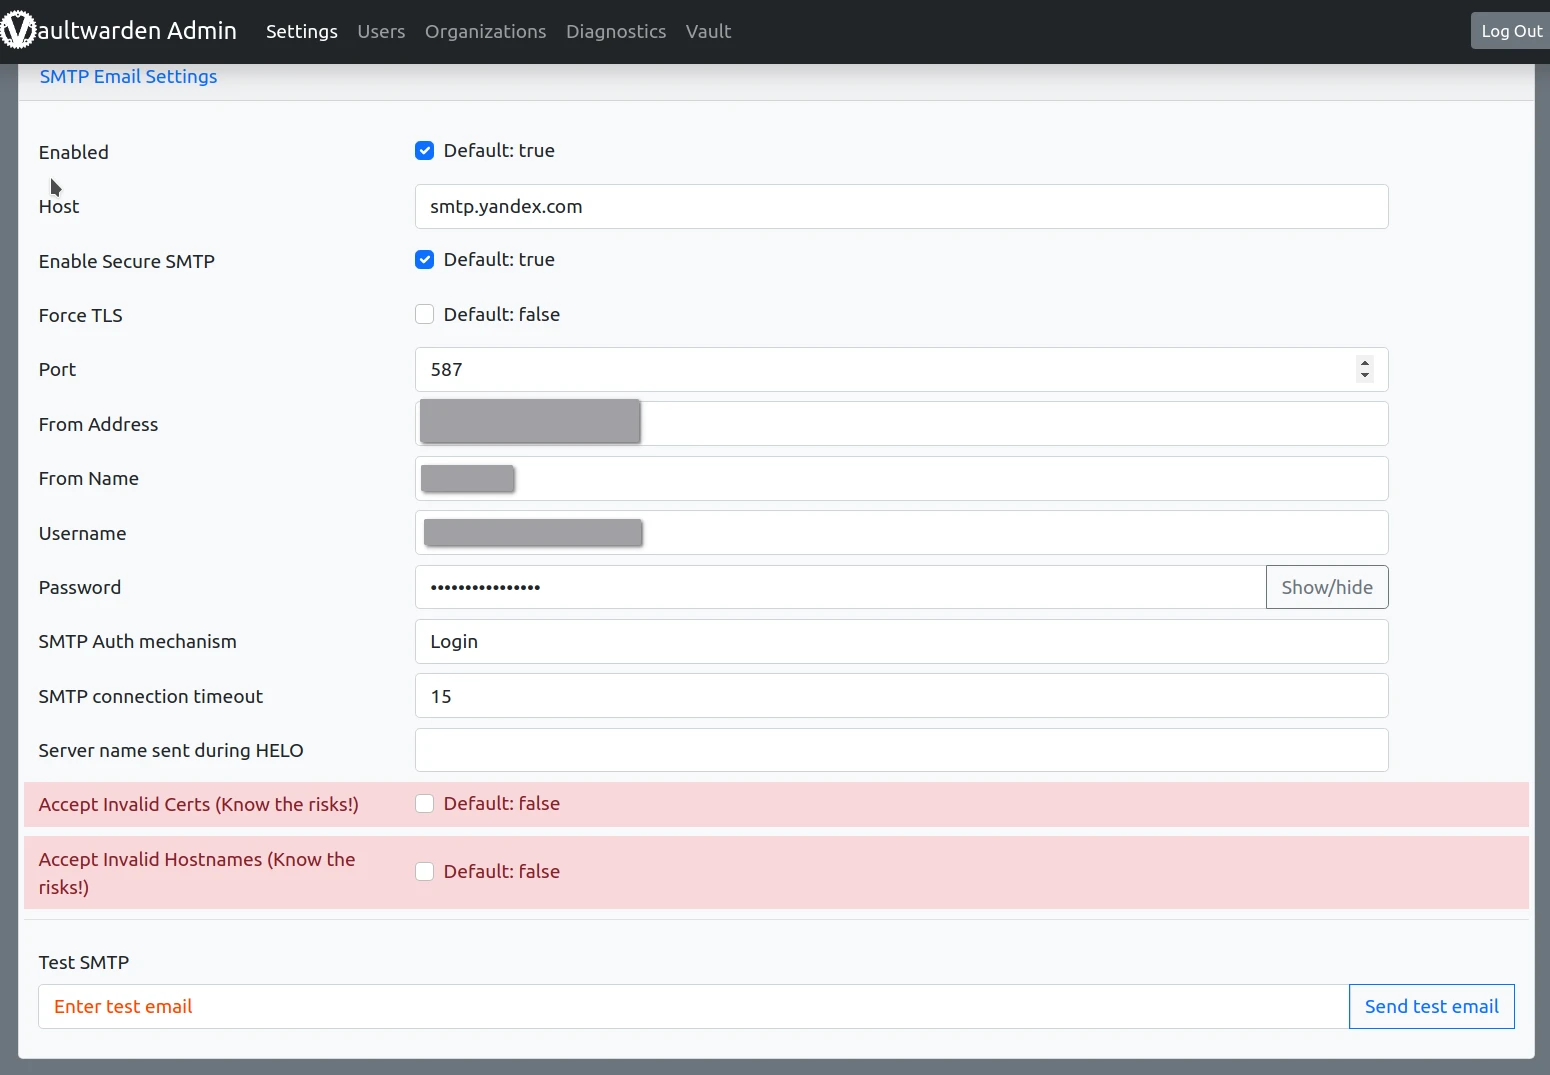 Vaultwarden Admin Settings Users Organizations Diagnostics Vault Log Out
SMTP Email Settings
Enabled Default: true
Host smtp.yandex.com
Enable Secure SMTP Default: true
Force TLS Default: false
Port 587
From Address
From Name
Username
Password •••••••••••••••• Show/hide
SMTP Auth mechanism Login
SMTP connection timeout 15
Server name sent during HELO
Accept Invalid Certs (Know the risks!) Default: false
Accept Invalid Hostnames (Know the
risks!) Default: false
Test SMTP
Enter test email Send test email